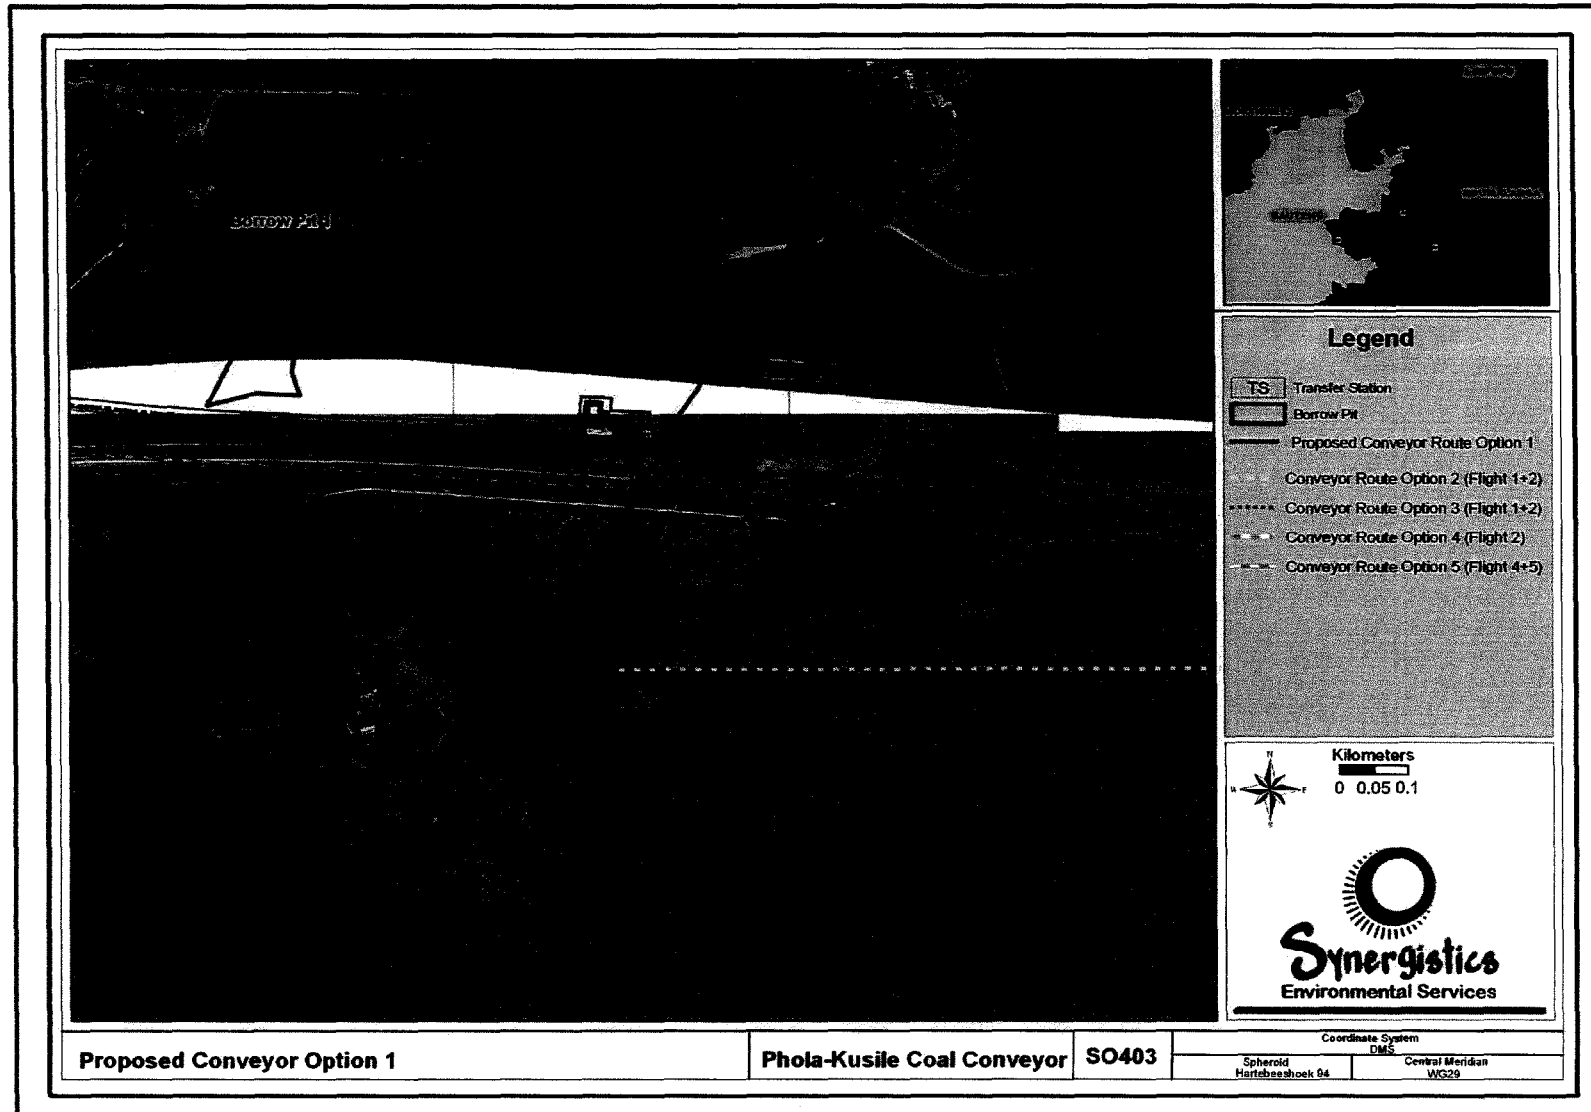 Borrow Pit 1
GAUTENG
Legend
TS Transfer Station
Borrow Pit
Proposed Conveyor Route Option 1
Conveyor Route Option 2 (Flight 1+2)
Conveyor Route Option 3 (Flight 1+2)
Conveyor Route Option 4 (Flight 2)
Conveyor Route Option 5 (Flight 4+5)
N
W E
S
Kilometers
0 0.05 0.1
Synergistics
Environmental Services
Proposed Conveyor Option 1
Phola-Kusile Coal Conveyor
SO403
Coordinate System
DMS
Spheroid
Hartebeeshoek 94
Central Meridian
WG29